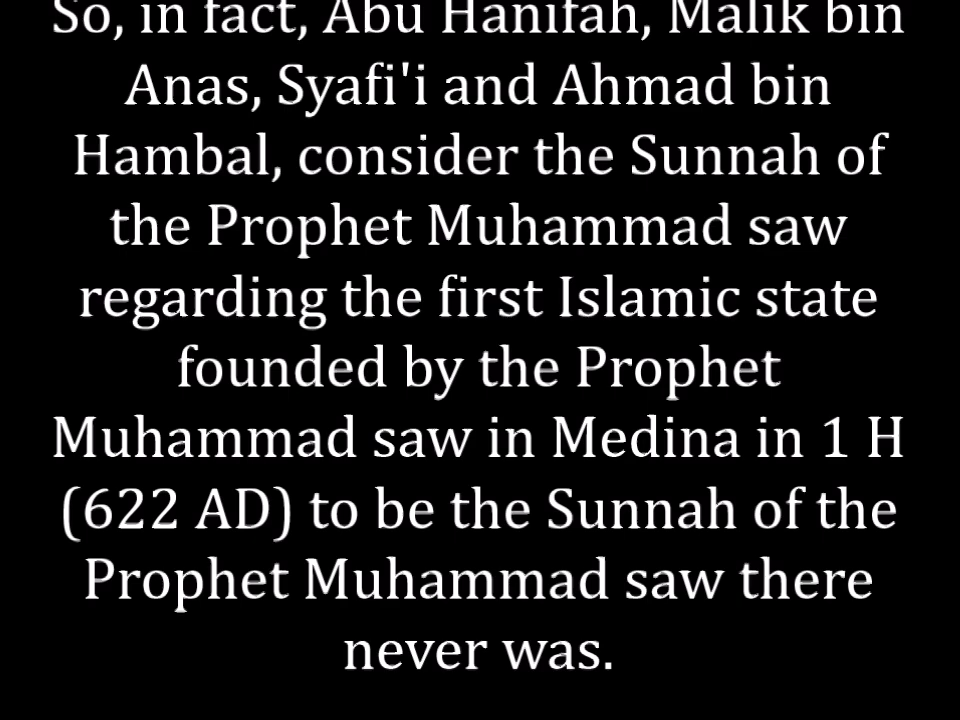 So, in fact, Abu Hanifah, Malik bin
Anas, Syafi'i and Ahmad bin
Hambal, consider the Sunnah of
the Prophet Muhammad saw
regarding the first Islamic state
founded by the Prophet
Muhammad saw in Medina in 1 H
(622 AD) to be the Sunnah of the
Prophet Muhammad saw there
never was.